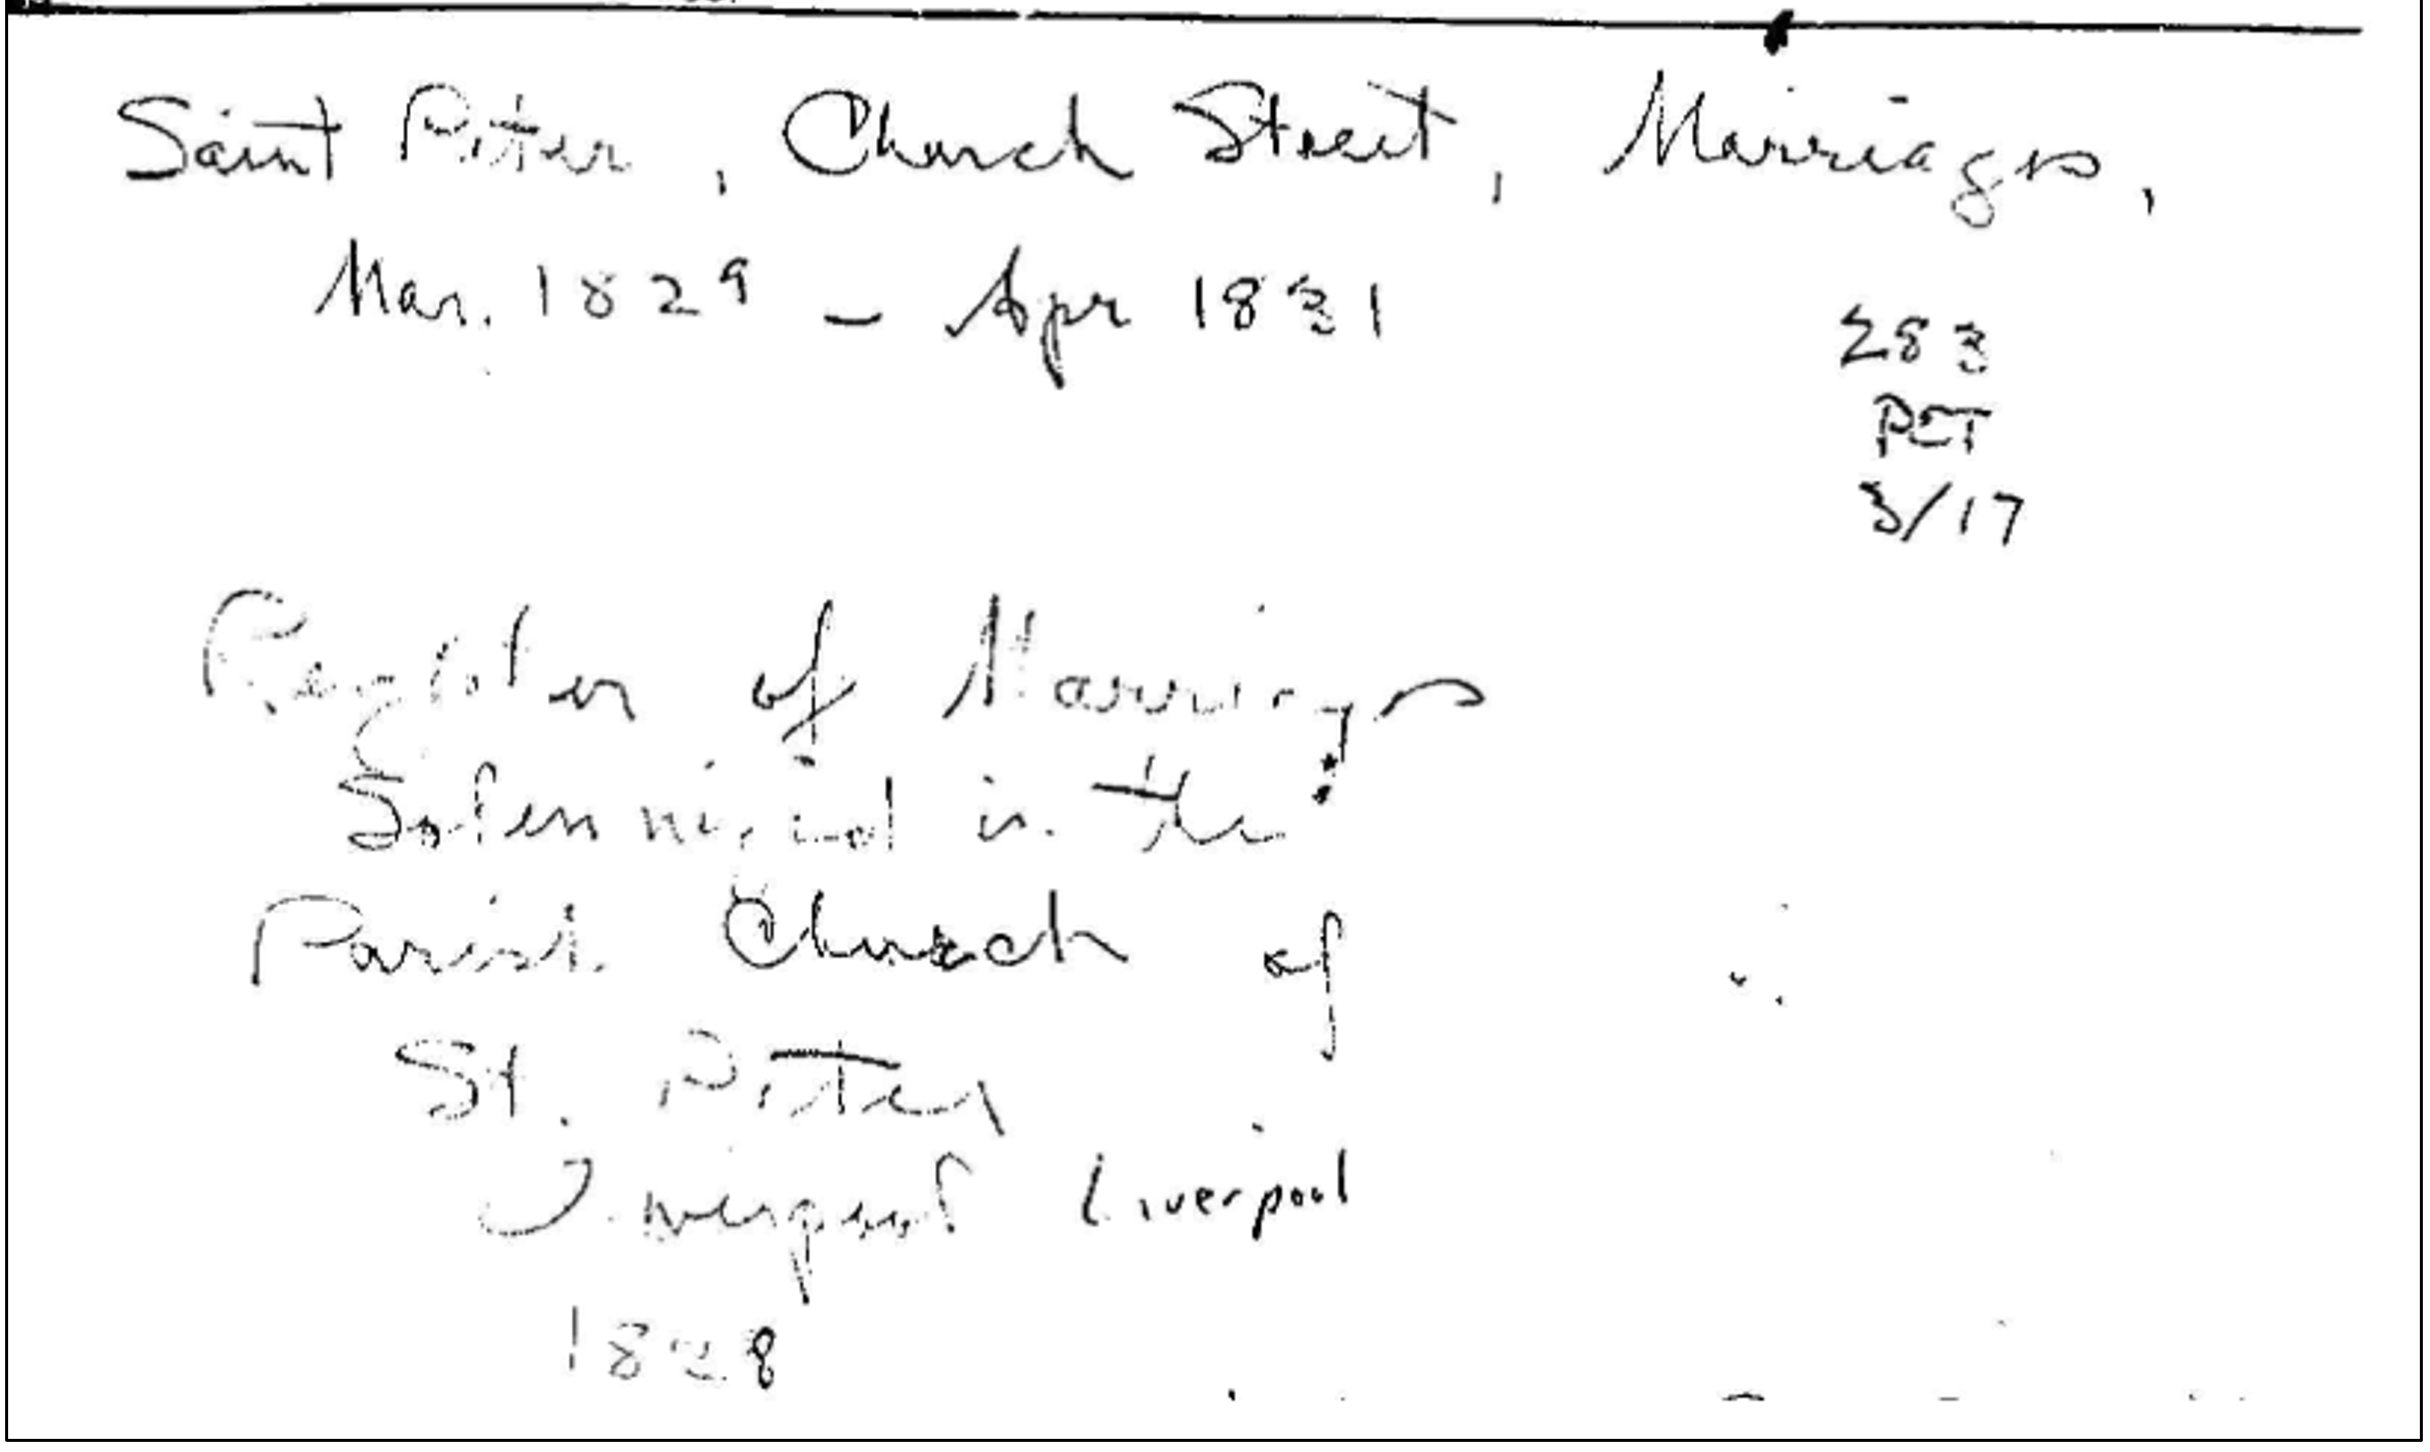 Saint Peter, Church Street, Marriages,
Mar. 1829 - Apr 1831
283
PET
3/17
Register of Marriages
Solemnized in the
Parish Church of
St. Peter
Liverpool Liverpool
1828